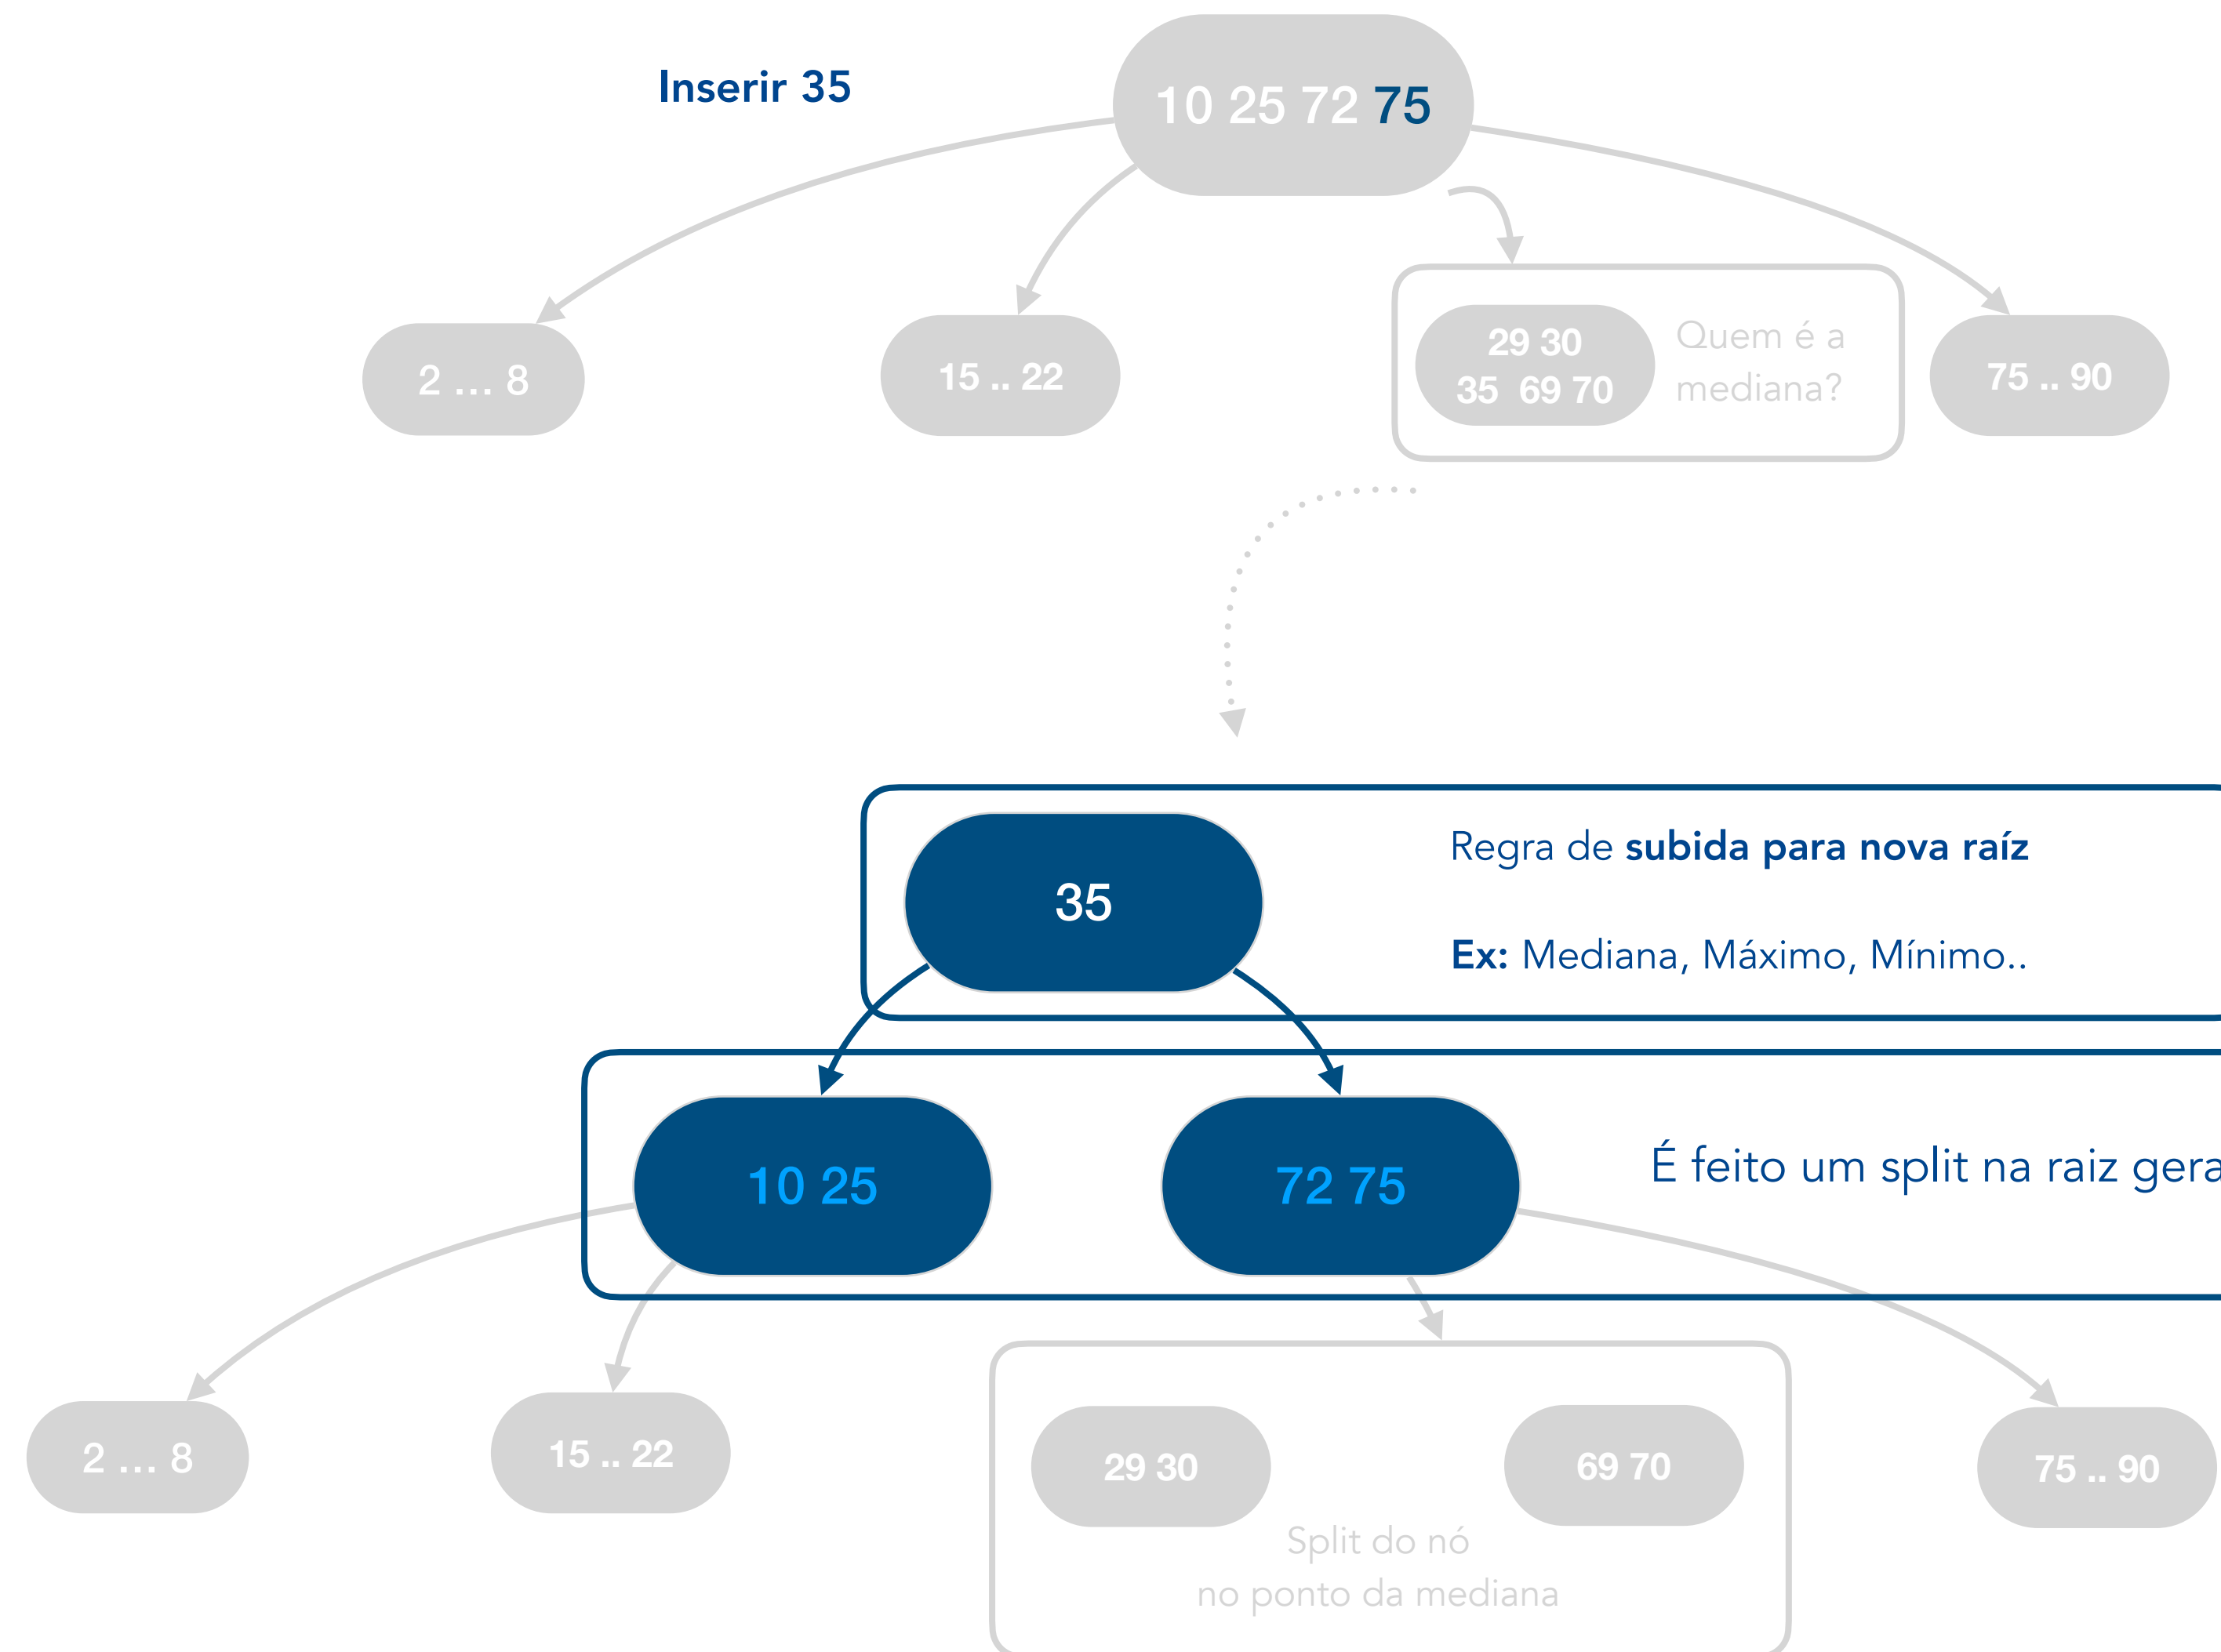 Inserir 35
10 25 72 75
2 .... 8
15 .. 22
29 30
35 69 70
Quem é a
mediana?
75 .. 90
35
Regra de subida para nova raíz
Ex: Mediana, Máximo, Mínimo..
10 25
72 75
É feito um split na raiz gera
2 ... 8
15 .. 22
29 30
69 70
75 .. 90
Split do nó
no ponto da mediana